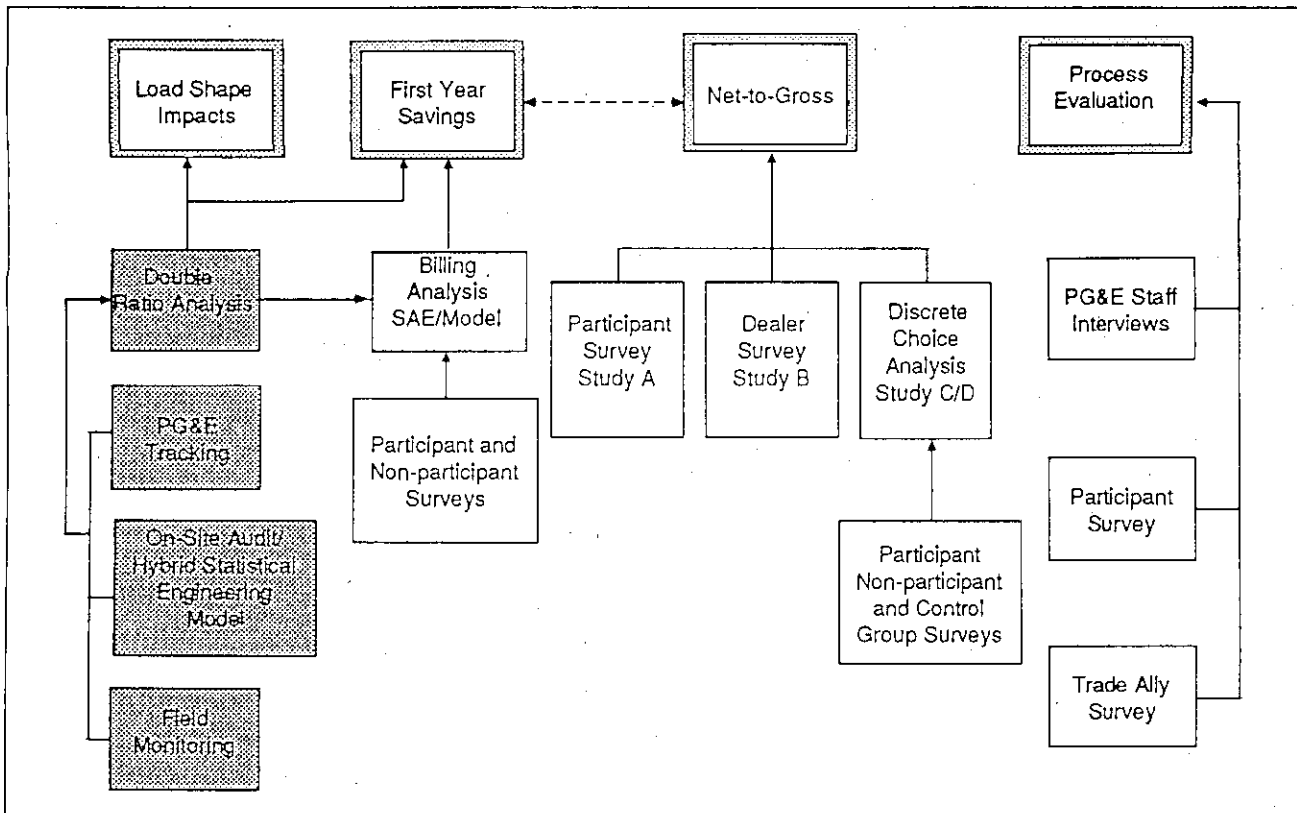 Load Shape
Impacts
First Year
Savings
Net-to-Gross
Process
Evaluation
Double
Ratio Analysis
Billing
Analysis
SAE/Model
Participant
Survey
Study A
Dealer
Survey
Study B
Discrete
Choice
Analysis
Study C/D
PG&E Staff
Interviews
PG&E
Tracking
Participant and
Non-participant
Surveys
On-Site Audit/
Hybrid Statistical
Engineering
Model
Participant
Non-participant
and Control
Group Surveys
Participant
Survey
Field
Monitoring
Trade Ally
Survey